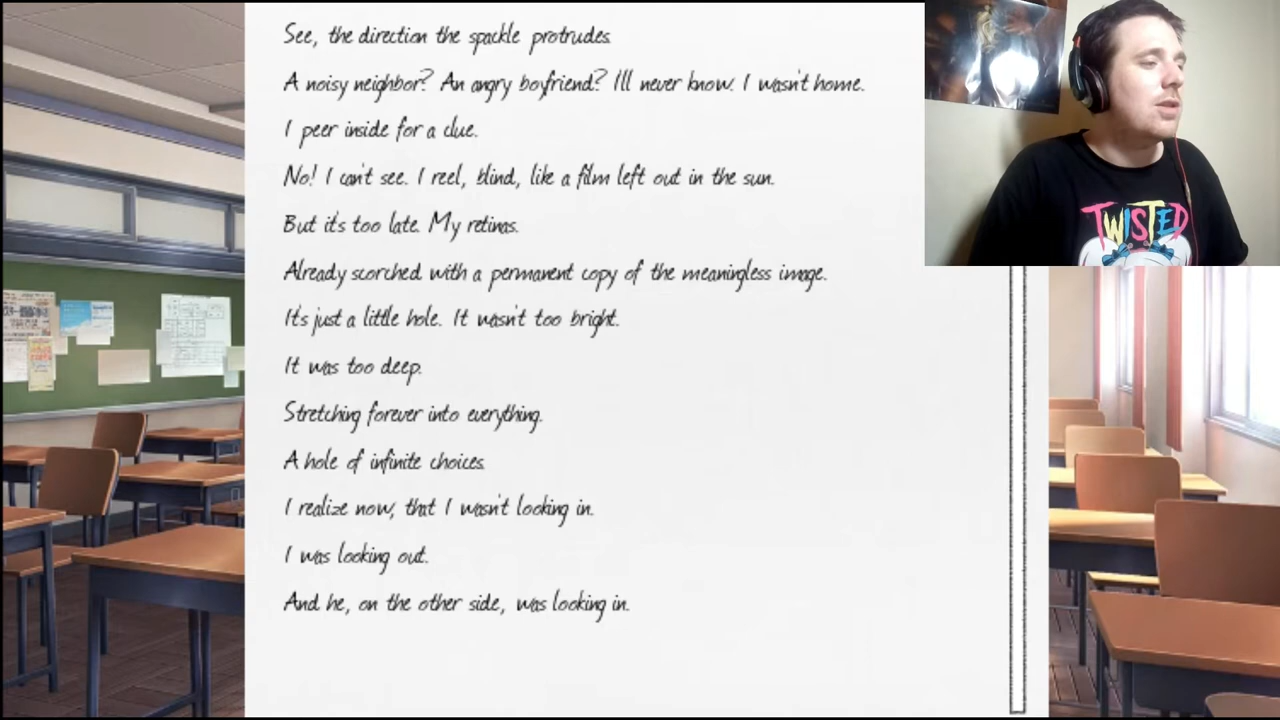 See, the direction the spackle protrudes.
A noisy neighbor? An angry boyfriend? I'll never know. I wasn't home.
I peer inside for a clue.
No! I can't see. I reel, blind, like a film left out in the sun.
But it's too late. My retinas.
Already scorched with a permanent copy of the meaningless image.
It's just a little hole. It wasn't too bright.
It was too deep.
Stretching forever into everything.
A hole of infinite choices.
I realize now, that I wasn't looking in.
I was looking out.
And he, on the other side, was looking in.
TWISTED